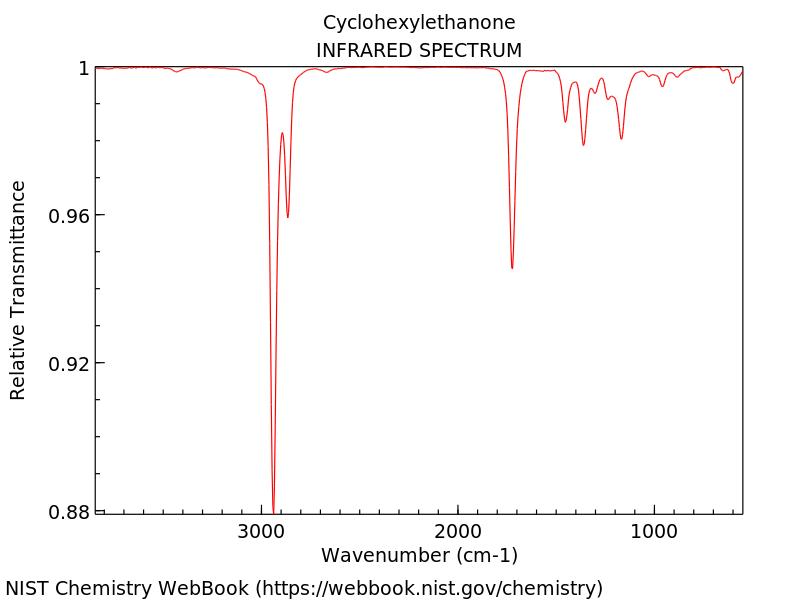 Cyclohexylethanone
INFRARED SPECTRUM
1
0.96
0.92
0.88
Relative Transmittance
3000 2000 1000
Wavenumber (cm-1)
NIST Chemistry WebBook (https://webbook.nist.gov/chemistry)